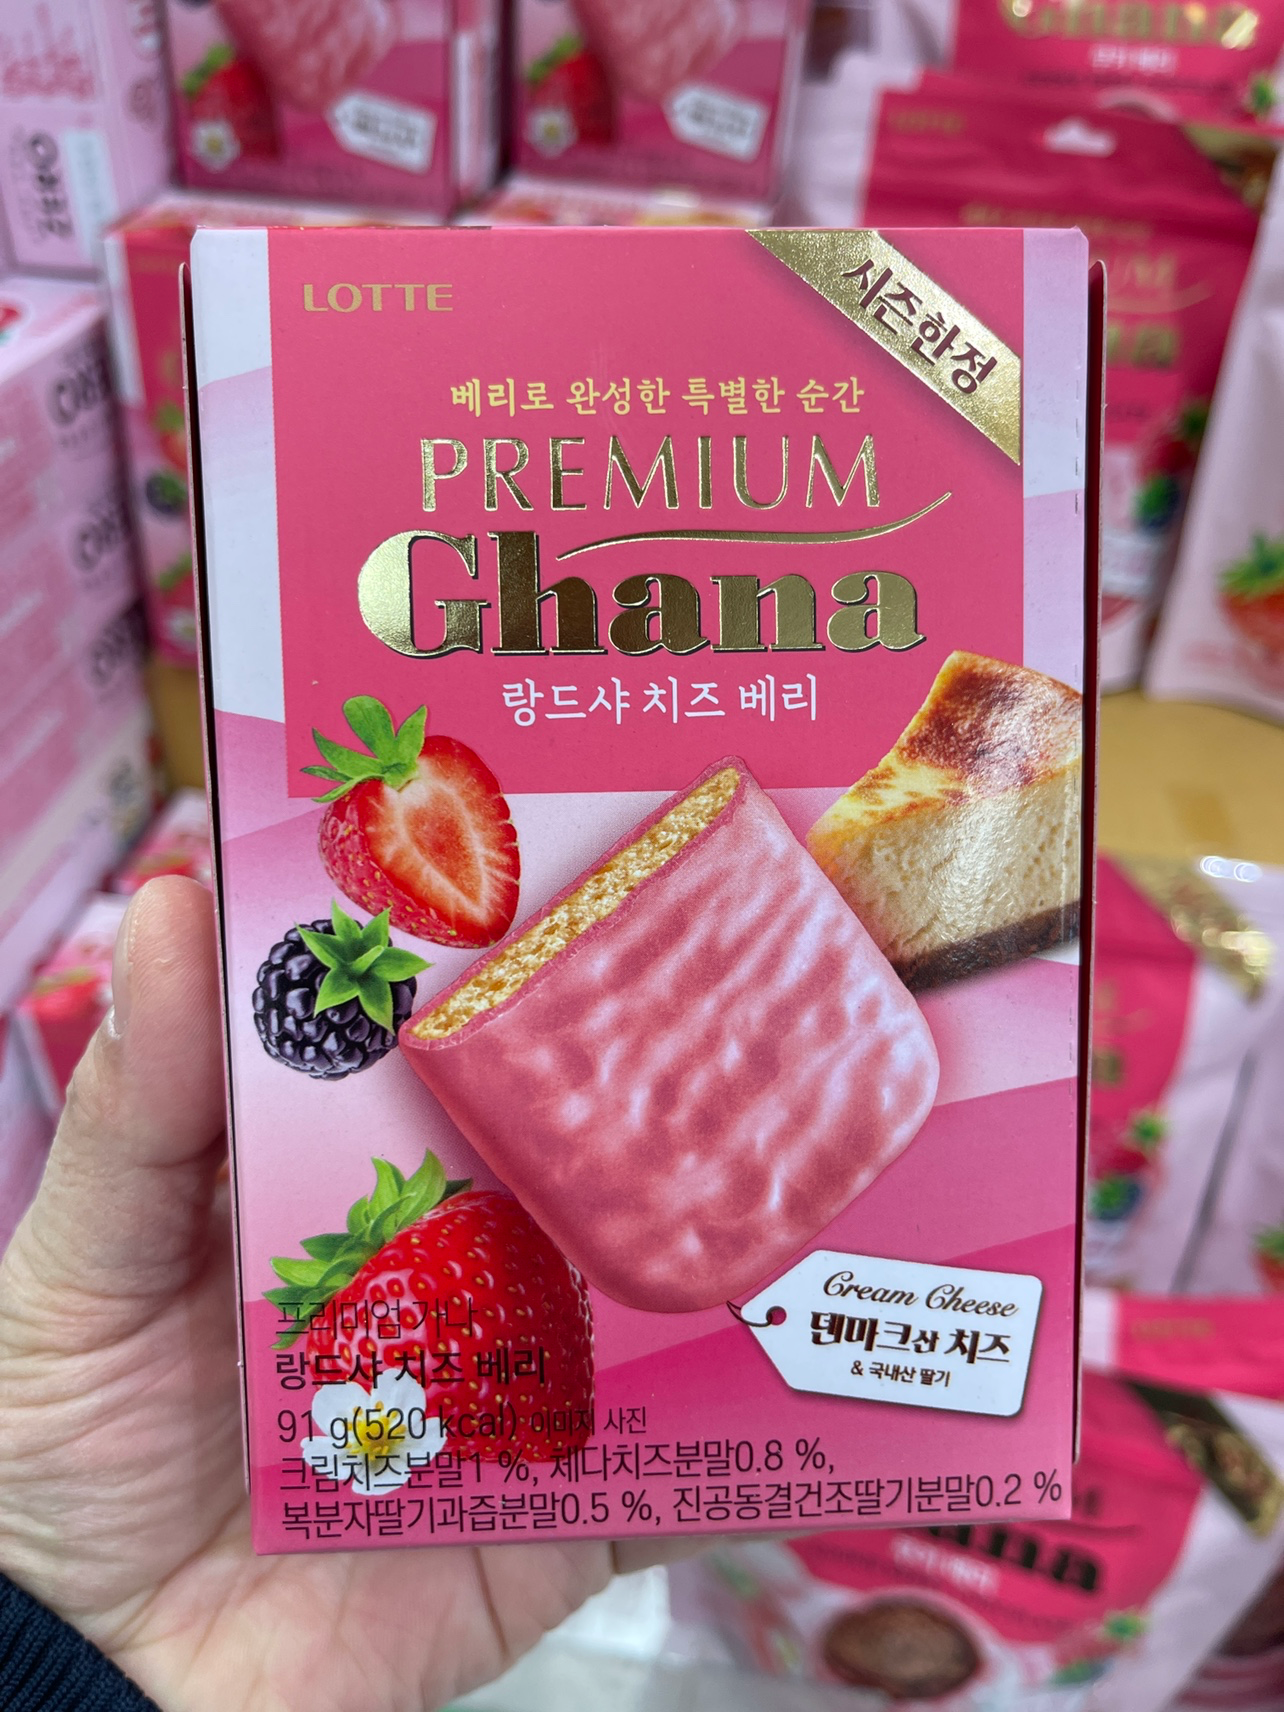 LOTTE
시즌한정
베리로 완성한 특별한 순간
PREMIUM
Ghana
랑드샤 치즈 베리
Cream Cheese
덴마크산 치즈
& 국내산 딸기
프리미엄 가나
랑드샤 치즈 베리
91 g(520 kcal) 이미지 사진
크림치즈분말1 %, 체다치즈분말0.8 %,
복분자딸기과즙분말0.5 %, 진공동결건조딸기분말0.2 %
LOTTE